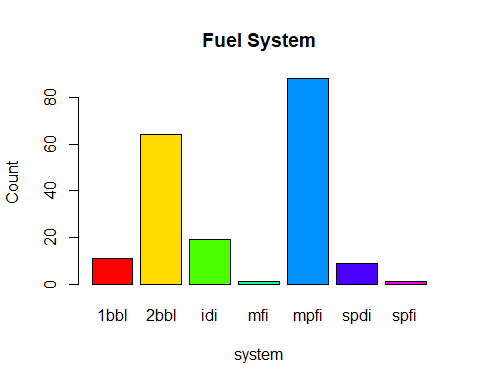 Fuel System
Count
80
60
40
20
0
1bbl 2bbl idi mfi mpfi spdi spfi
system